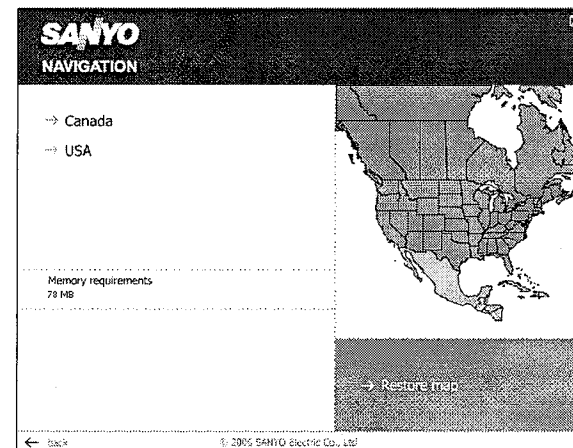 SANYO
NAVIGATION
→ Canada
→ USA
Memory requirements
78 MB
→ Restore map
← back
© 2006 SANYO Electric Co., Ltd